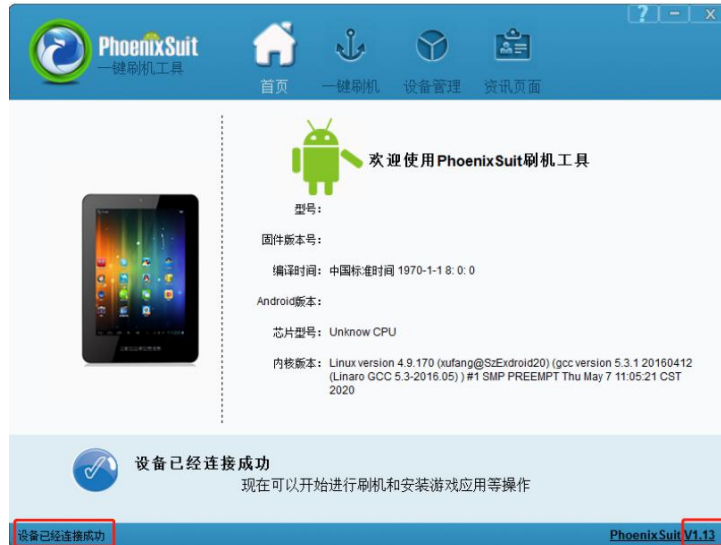 PhoenixSuit
一键刷机工具
首页
一键刷机
设备管理
资讯页面
? - x
欢迎使用PhoenixSuit刷机工具
型号：
固件版本号：
编译时间： 中国标准时间 1970-1-1 8: 0: 0
Android版本：
芯片型号： Unknow CPU
内核版本： Linux version 4.9.170 (xufang@SzExdroid20) (gcc version 5.3.1 20160412
(Linaro GCC 5.3-2016.05) ) #1 SMP PREEMPT Thu May 7 11:05:21 CST
2020
设备已经连接成功
现在可以开始进行刷机和安装游戏应用等操作
设备已经连接成功
PhoenixSuit V1.13